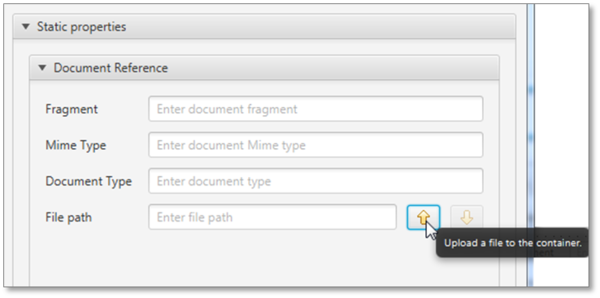 Static properties
Document Reference
Fragment Enter document fragment
Mime Type Enter document Mime type
Document Type Enter document type
File path Enter file path
Upload a file to the container.